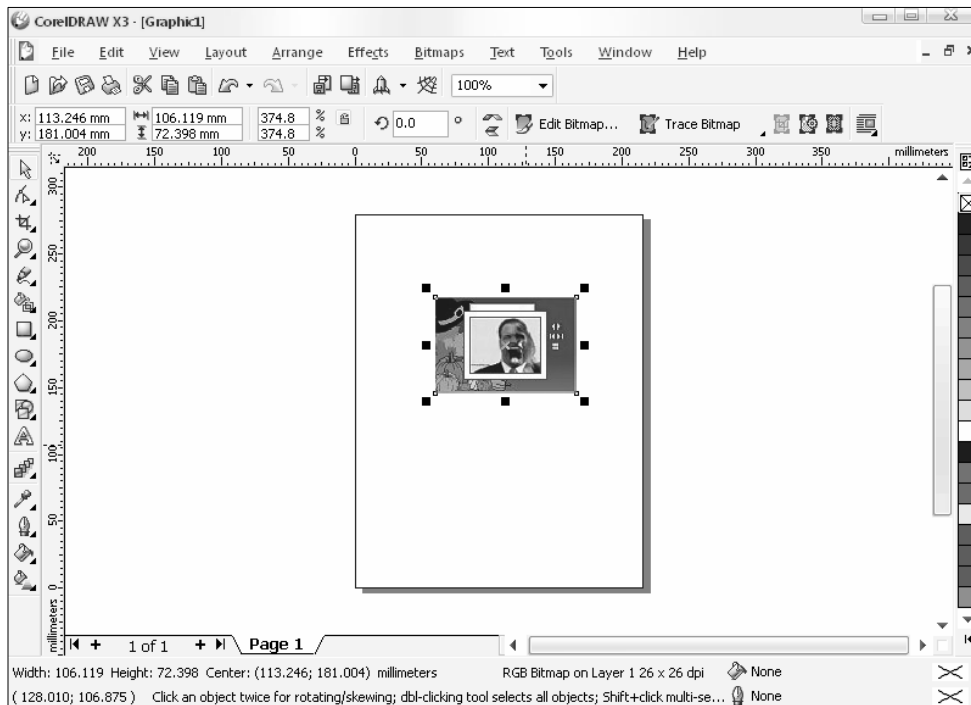 CorelDRAW X3 - [Graphic1]
File Edit View Layout Arrange Effects Bitmaps Text Tools Window Help
100%
x: 113.246 mm 106.119 mm 374.8 % 0.0 ° Edit Bitmap... Trace Bitmap
y: 181.004 mm 72.398 mm 374.8 %
200 150 100 50 0 50 100 150 200 250 300 350 millimeters
300
250
200
150
100
50
0
millimeters
1 of 1 Page 1
Width: 106.119 Height: 72.398 Center: (113.246; 181.004) millimeters RGB Bitmap on Layer 1 26 x 26 dpi None
( 128.010; 106.875 ) Click an object twice for rotating/skewing; dbl-clicking tool selects all objects; Shift+click multi-se... None